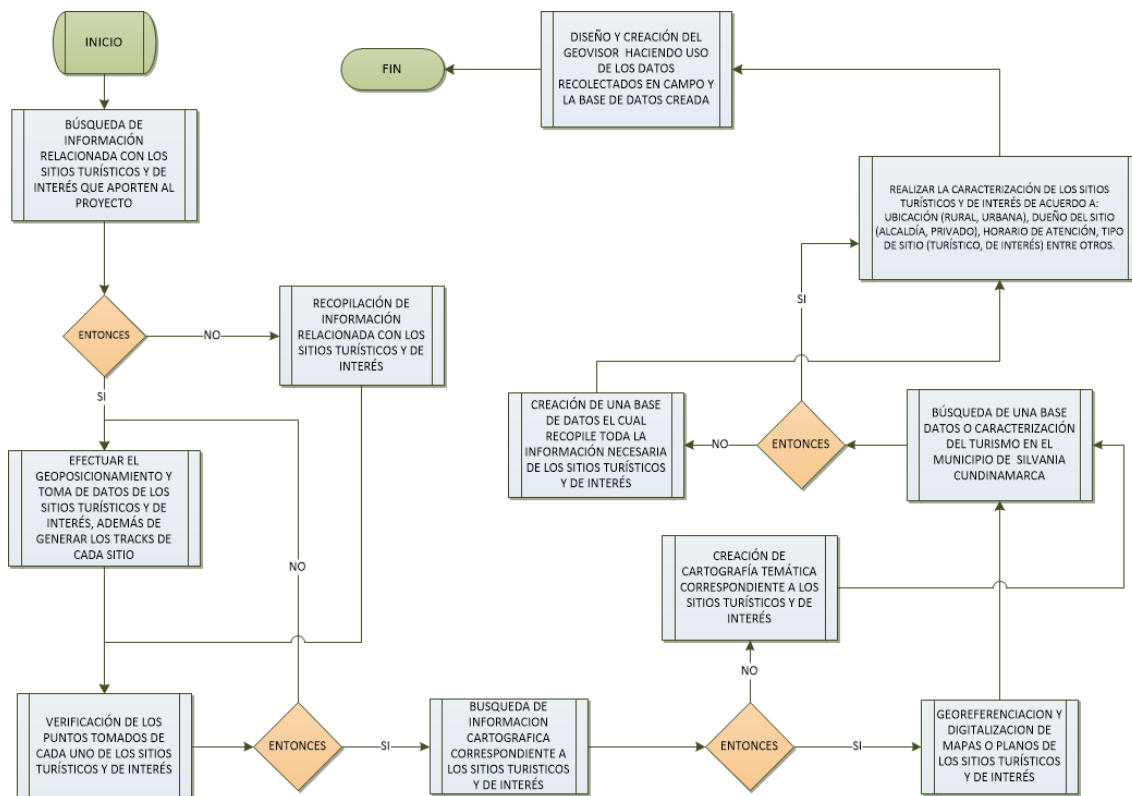 INICIO
BÚSQUEDA DE
INFORMACIÓN
RELACIONADA CON LOS
SITIOS TURÍSTICOS Y DE
INTERÉS QUE APORTEN AL
PROYECTO
ENTONCES
NO
RECOPILACIÓN DE
INFORMACIÓN
RELACIONADA CON LOS
SITIOS TURÍSTICOS Y DE
INTERÉS
SI
EFECTUAR EL
GEOPOSICIONAMIENTO Y
TOMA DE DATOS DE LOS
SITIOS TURÍSTICOS Y DE
INTERÉS, ADEMÁS DE
GENERAR LOS TRACKS DE
CADA SITIO
NO
VERIFICACIÓN DE LOS
PUNTOS TOMADOS DE
CADA UNO DE LOS SITIOS
TURÍSTICOS Y DE INTERÉS
ENTONCES
SI
BUSQUEDA DE
INFORMACION
CARTOGRAFICA
CORRESPONDIENTE A
LOS SITIOS TURISTICOS
Y DE INTERÉS
ENTONCES
NO
CREACIÓN DE
CARTOGRAFÍA TEMÁTICA
CORRESPONDIENTE A LOS
SITIOS TURÍSTICOS Y DE
INTERÉS
SI
GEOREFERENCIACION Y
DIGITALIZACION DE
MAPAS O PLANOS DE
LOS SITIOS TURÍSTICOS
Y DE INTERÉS
BÚSQUEDA DE UNA BASE
DATOS O CARACTERIZACIÓN
DEL TURISMO EN EL
MUNICIPIO DE SILVANIA
CUNDINAMARCA
ENTONCES
NO
CREACIÓN DE UNA BASE
DE DATOS EL CUAL
RECOPILE TODA LA
INFORMACIÓN NECESARIA
DE LOS SITIOS TURÍSTICOS
Y DE INTERÉS
SI
REALIZAR LA CARACTERIZACIÓN DE LOS SITIOS
TURÍSTICOS Y DE INTERÉS DE ACUERDO A:
UBICACIÓN (RURAL, URBANA), DUEÑO DEL SITIO
(ALCALDÍA, PRIVADO), HORARIO DE ATENCIÓN, TIPO
DE SITIO (TURÍSTICO, DE INTERÉS) ENTRE OTROS.
DISEÑO Y CREACIÓN DEL
GEOVISOR HACIENDO USO
DE LOS DATOS
RECOLECTADOS EN CAMPO Y
LA BASE DE DATOS CREADA
FIN